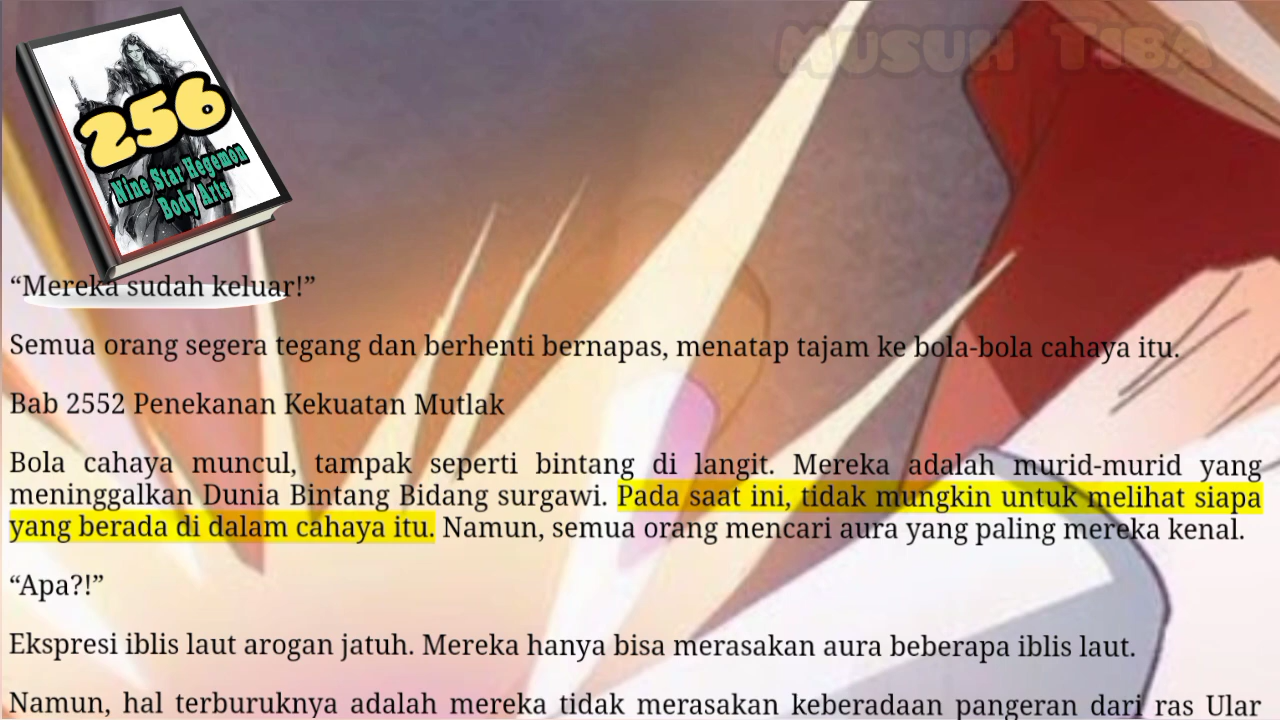 MUSUH TIBA
256
Nine Star Hegemon
Body Arts
“Mereka sudah keluar!”
Semua orang segera tegang dan berhenti bernapas, menatap tajam ke bola-bola cahaya itu.
Bab 2552 Penekanan Kekuatan Mutlak
Bola cahaya muncul, tampak seperti bintang di langit. Mereka adalah murid-murid yang
meninggalkan Dunia Bintang Bidang surgawi. Pada saat ini, tidak mungkin untuk melihat siapa
yang berada di dalam cahaya itu. Namun, semua orang mencari aura yang paling mereka kenal.
“Apa?!”
Ekspresi iblis laut arogan jatuh. Mereka hanya bisa merasakan aura beberapa iblis laut.
Namun, hal terburuknya adalah mereka tidak merasakan keberadaan pangeran dari ras Ular